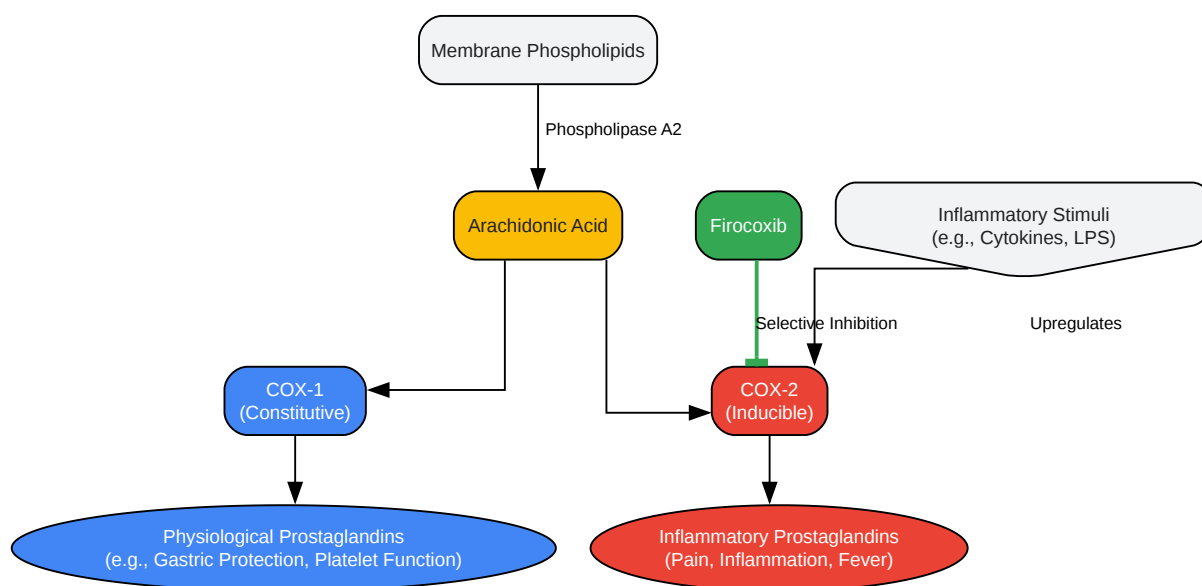 Membrane Phospholipids
Phospholipase A2
Arachidonic Acid
Firocoxib
Inflammatory Stimuli
(e.g., Cytokines, LPS)
Selective Inhibition
Upregulates
COX-1
(Constitutive)
COX-2
(Inducible)
Physiological Prostaglandins
(e.g., Gastric Protection, Platelet Function)
Inflammatory Prostaglandins
(Pain, Inflammation, Fever)